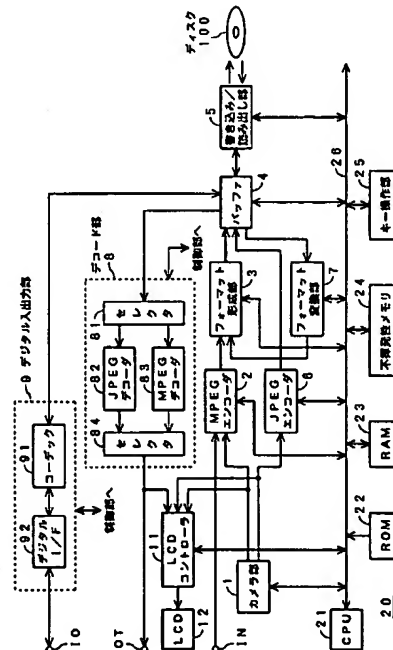 ディスク
100
5
書き込み/
読み出し部
4
バッファ
デコード部
8
制御部へ
81
セレクタ
82
JPEG
デコーダ
83
MPEG
デコーダ
84
セレクタ
9 デジタル入出力部
91
コーデック
92
デジタル
I/F
制御部へ
3
フォーマット
形成部
7
フォーマット
変換部
2
MPEG
エンコーダ
6
JPEG
エンコーダ
11
LCD
コントローラ
12
LCD
1
カメラ部
IO
OT
IN
26
21
CPU
22
ROM
23
RAM
24
不揮発性メモリ
25
キー操作部
20